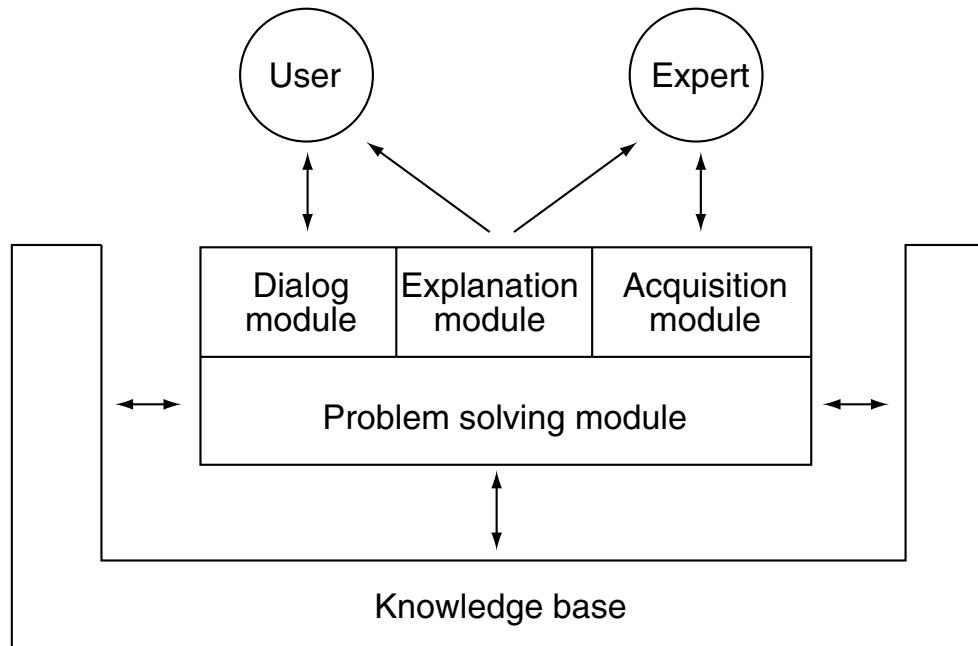 User
Expert
Dialog
module
Explanation
module
Acquisition
module
Problem solving module
Knowledge base